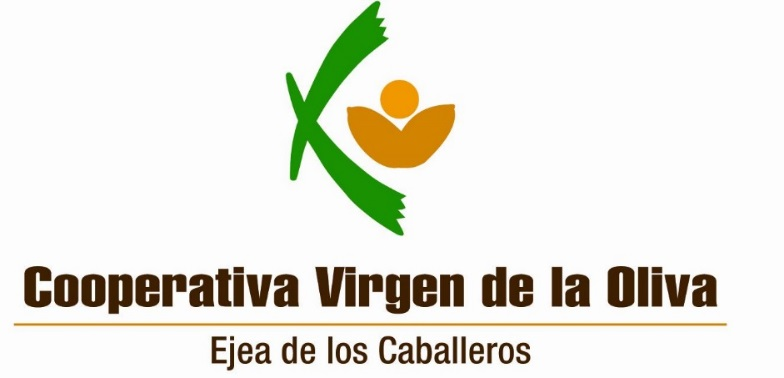 Cooperativa Virgen de la Oliva
Ejea de los Caballeros